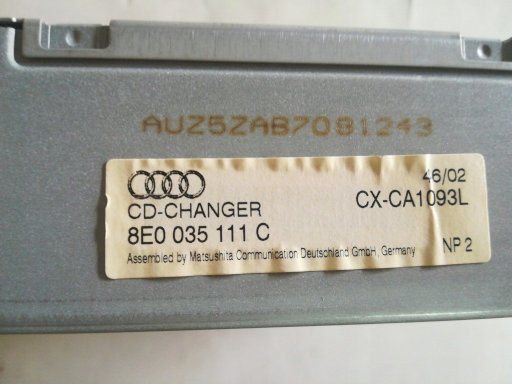 AUZ5ZAB7081243
46/02
CD-CHANGER CX-CA1093L
8E0 035 111 C
Assembled by Matsushita Communication Deutschland GmbH, Germany NP 2